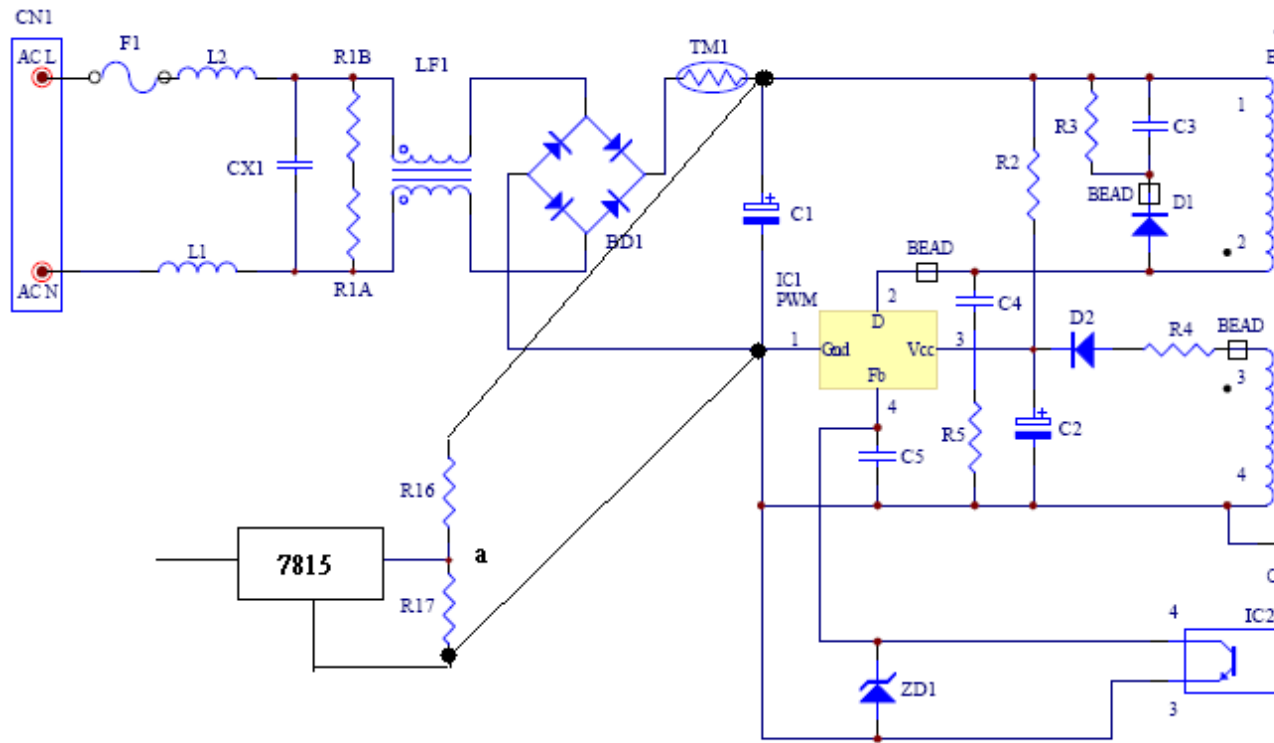 CN1
F1
AC L
L2
R1B
LF1
TM1
CX1
R3
C3
1
R2
BEAD
D1
C1
BD1
L1
BEAD
2
AC N
R1A
IC1
PWM
2
C4
D
D2
R4
BEAD
1
Gnd
Vcc
3
3
Fb
4
R5
C2
C5
4
R16
7815
a
R17
4
IC2
ZD1
3